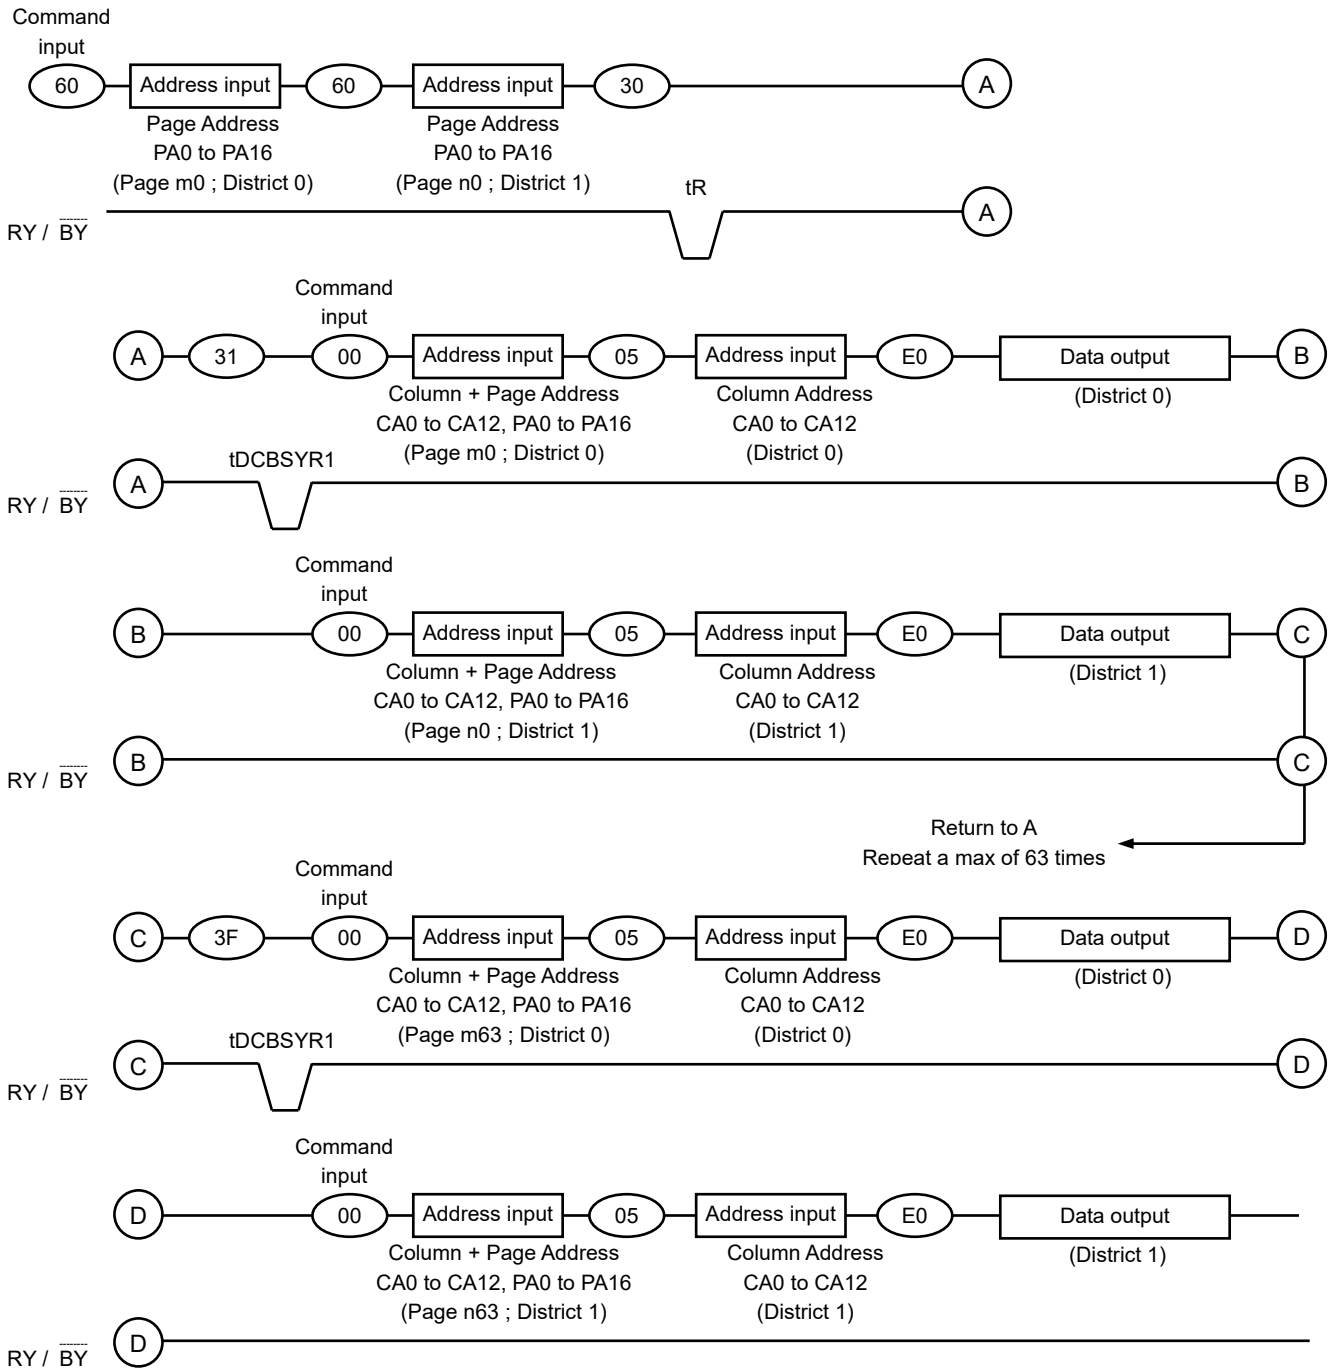 Command
input
60
Address input
60
Address input
30
A
Page Address
PA0 to PA16
(Page m0 ; District 0)
Page Address
PA0 to PA16
(Page n0 ; District 1)
tR
RY / BY
A
Command
input
A
31
00
Address input
05
Address input
E0
Data output
B
Column + Page Address
CA0 to CA12, PA0 to PA16
(Page m0 ; District 0)
Column Address
CA0 to CA12
(District 0)
(District 0)
tDCBSYR1
RY / BY
A
B
Command
input
B
00
Address input
05
Address input
E0
Data output
C
Column + Page Address
CA0 to CA12, PA0 to PA16
(Page n0 ; District 1)
Column Address
CA0 to CA12
(District 1)
(District 1)
RY / BY
B
C
Return to A
Repeat a max of 63 times
Command
input
C
3F
00
Address input
05
Address input
E0
Data output
D
Column + Page Address
CA0 to CA12, PA0 to PA16
(Page m63 ; District 0)
Column Address
CA0 to CA12
(District 0)
(District 0)
tDCBSYR1
RY / BY
C
D
Command
input
D
00
Address input
05
Address input
E0
Data output
Column + Page Address
CA0 to CA12, PA0 to PA16
(Page n63 ; District 1)
Column Address
CA0 to CA12
(District 1)
(District 1)
RY / BY
D